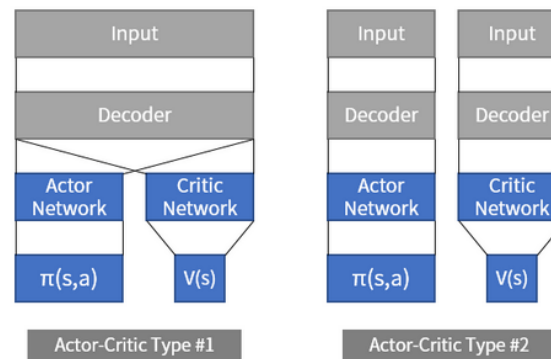 Input
Decoder
Actor
Network
Critic
Network
π(s,a)
V(s)
Actor-Critic Type #1
Input
Input
Decoder
Decoder
Actor
Network
Critic
Network
π(s,a)
V(s)
Actor-Critic Type #2